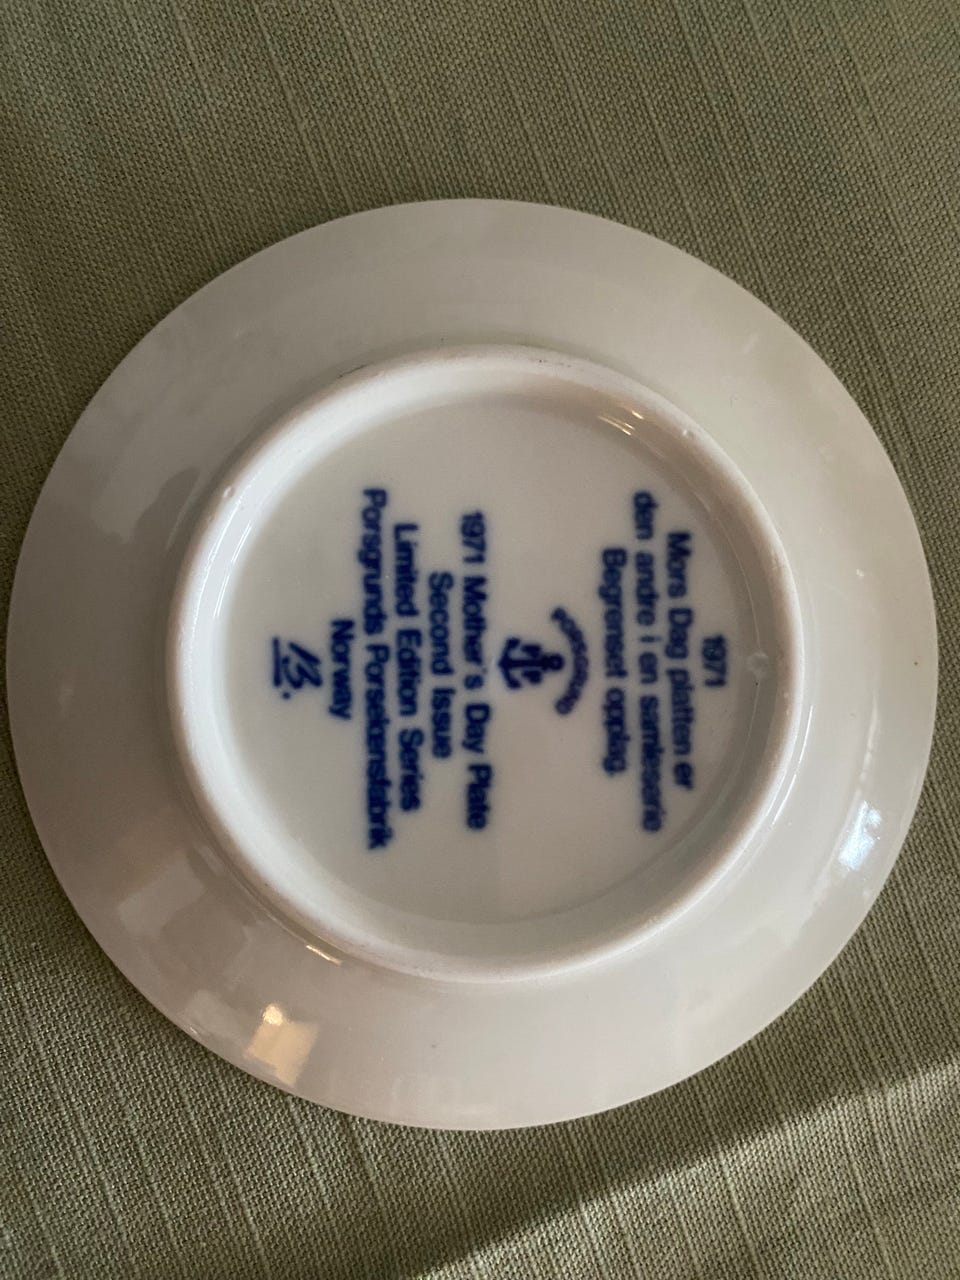 1971
Mors Dag platten er
den andre i en samleserie
Begrenset opplag.
PORSGRUND
P
1971 Mother's Day Plate
Second Issue
Limited Edition Series
Porsgrunds Porselænsfabrik
Norway